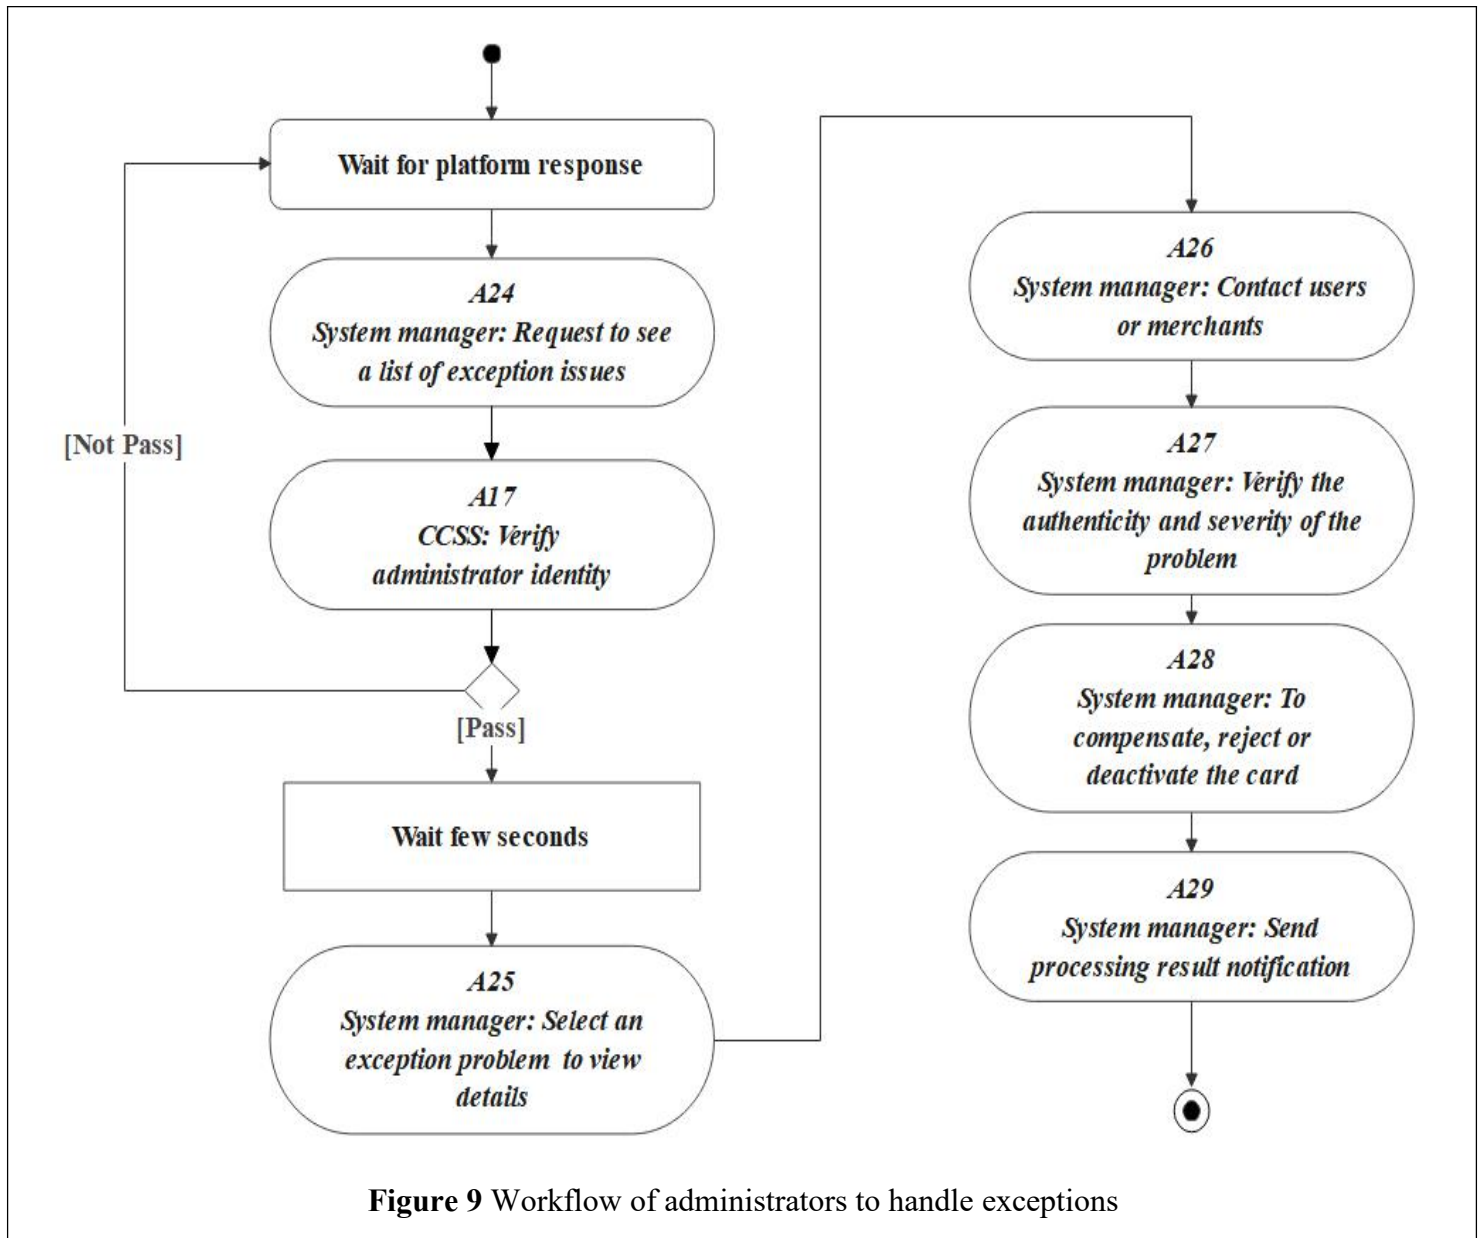 Wait for platform response
A24
System manager: Request to see
a list of exception issues
[Not Pass]
A17
CCSS: Verify
administrator identity
[Pass]
Wait few seconds
A25
System manager: Select an
exception problem to view
details
A26
System manager: Contact users
or merchants
A27
System manager: Verify the
authenticity and severity of the
problem
A28
System manager: To
compensate, reject or
deactivate the card
A29
System manager: Send
processing result notification
Figure 9 Workflow of administrators to handle exceptions